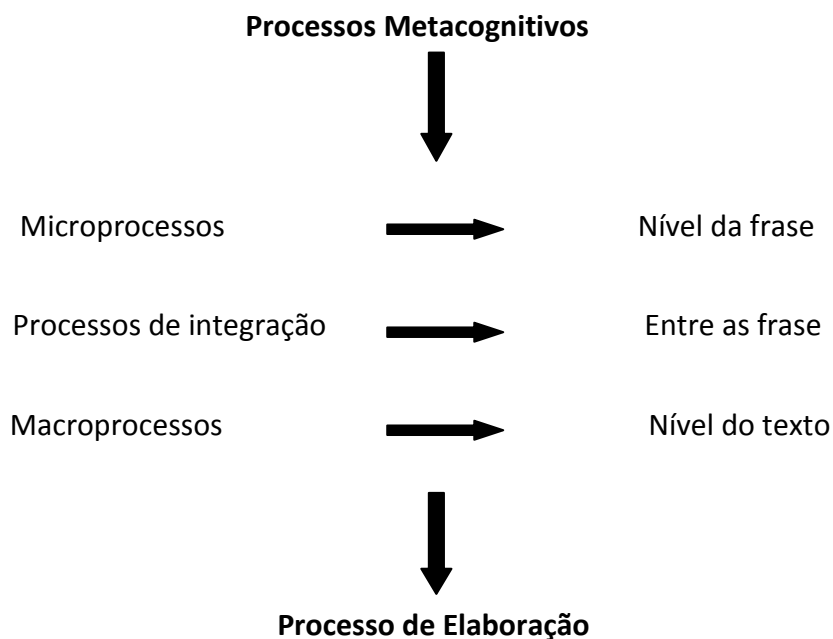 Processos Metacognitivos
Microprocessos Nível da frase
Processos de integração Entre as frase
Macroprocessos Nível do texto
Processo de Elaboração